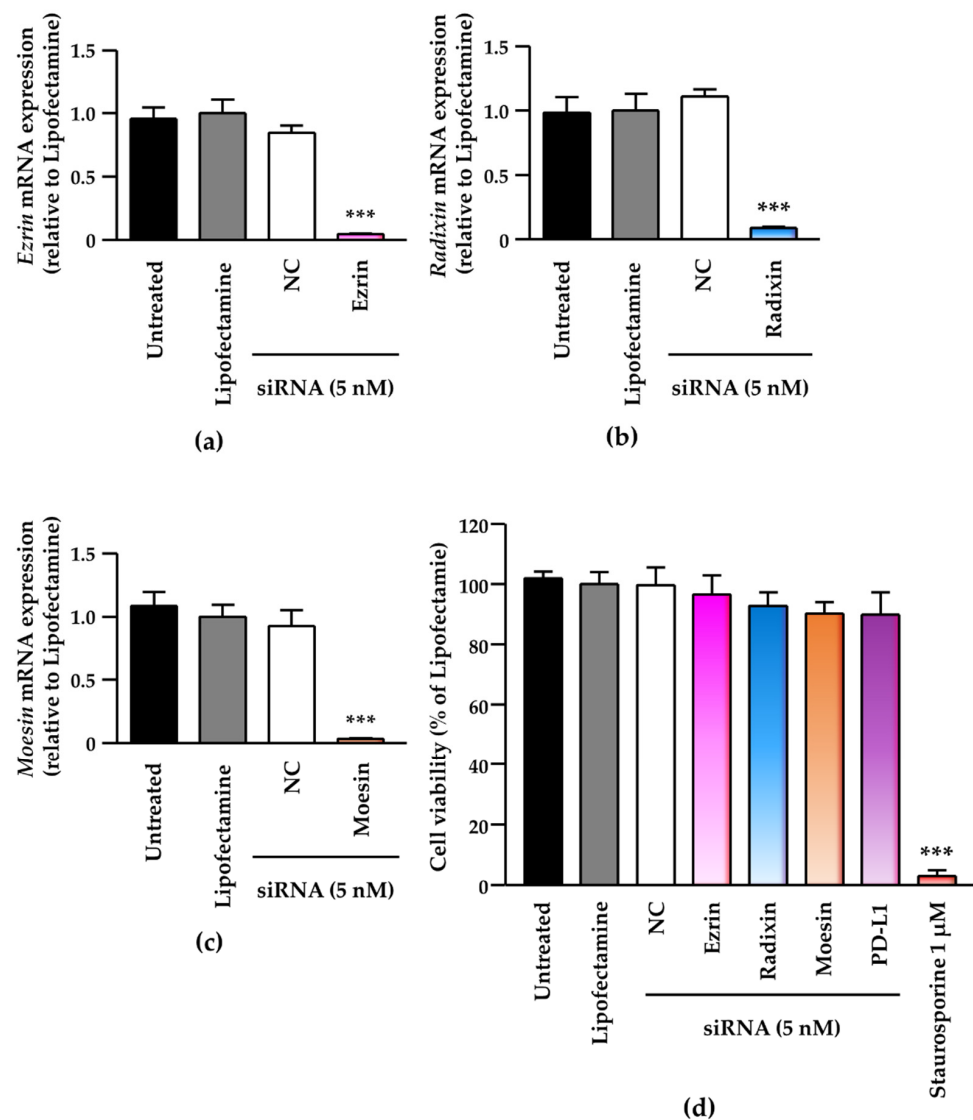 Ezrin mRNA expression
(relative to Lipofectamine)
1.5
1.0
0.5
0
***
Untreated
Lipofectamine
NC
Ezrin
siRNA (5 nM)
(a)
Radixin mRNA expression
(relative to Lipofectamine)
1.5
1.0
0.5
0
***
Untreated
Lipofectamine
NC
Radixin
siRNA (5 nM)
(b)
Moesin mRNA expression
(relative to Lipofectamine)
1.5
1.0
0.5
0
***
Untreated
Lipofectamine
NC
Moesin
siRNA (5 nM)
(c)
Cell viability (% of Lipofectamie)
120
100
80
60
40
20
0
***
Untreated
Lipofectamine
NC
Ezrin
Radixin
Moesin
PD-L1
Staurosporine 1 µM
siRNA (5 nM)
(d)